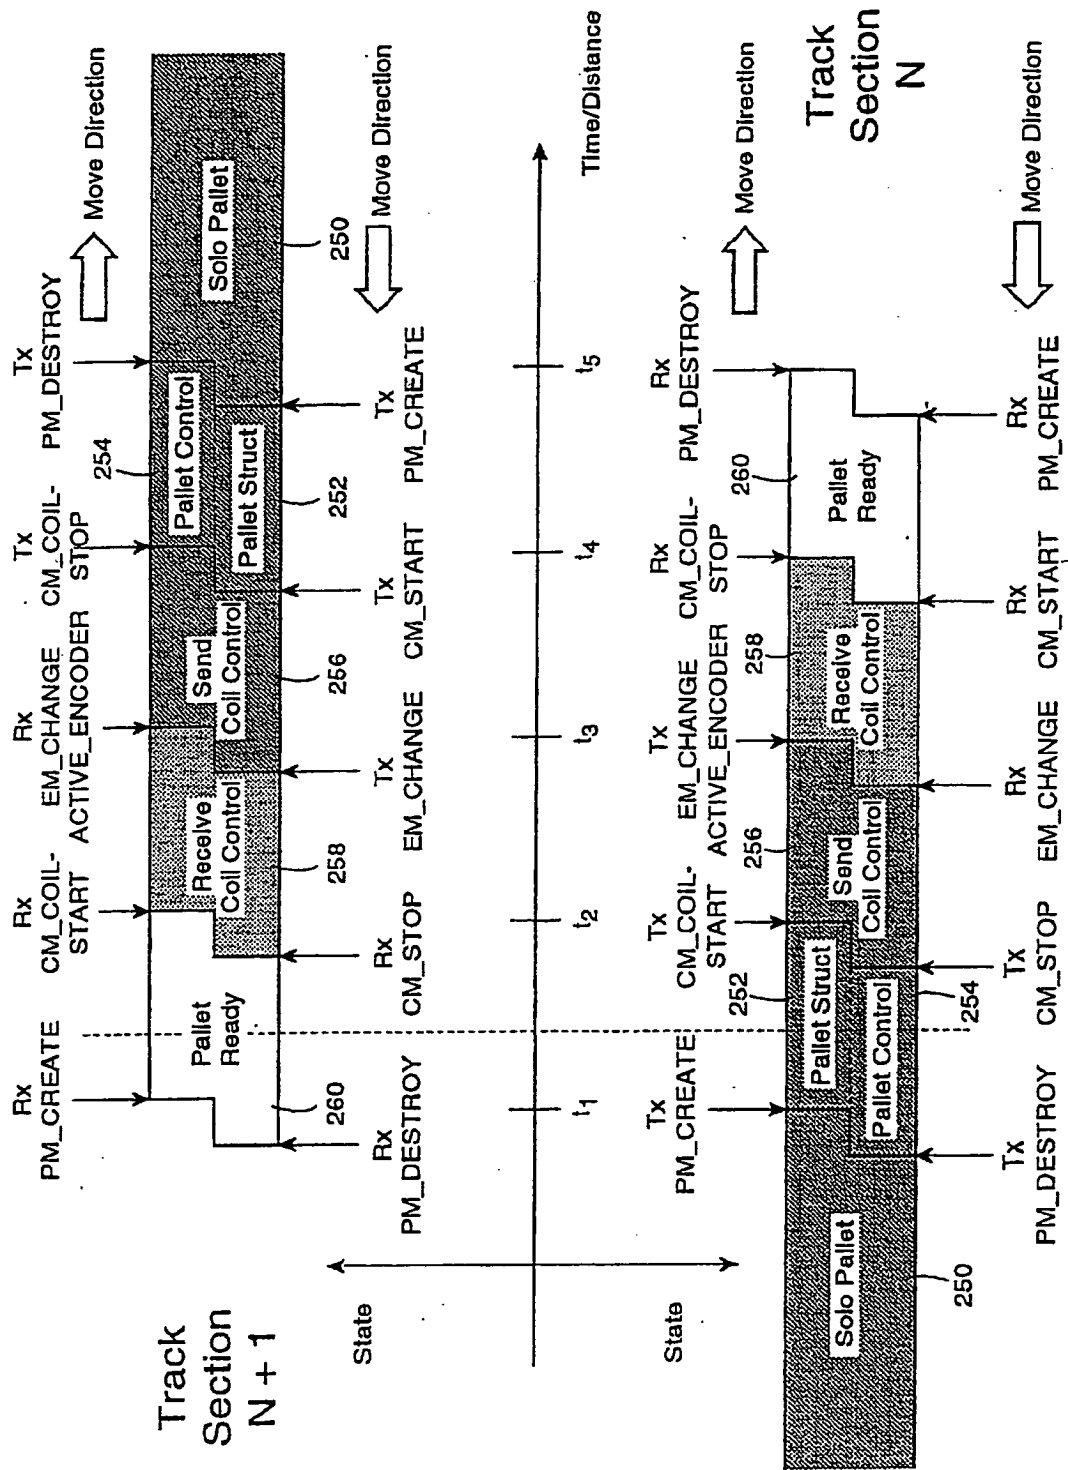 Track
Section
N + 1
Rx
PM_CREATE
Rx
CM_COIL-
START
Rx
EM_CHANGE
ACTIVE_ENCODER
Tx
CM_COIL-
STOP
Tx
PM_DESTROY
Move Direction
254
Pallet
Ready
Receive
Coil Control
Send
Coil Control
Pallet Control
Pallet Struct
Solo Pallet
260
258
256
252
250
Rx
PM_DESTROY
Rx
CM_STOP
Tx
EM_CHANGE
Tx
CM_START
Tx
PM_CREATE
Move Direction
State
t1
t2
t3
t4
t5
Time/Distance
State
Tx
PM_CREATE
Tx
CM_COIL-
START
Tx
EM_CHANGE
ACTIVE_ENCODER
Rx
CM_COIL-
STOP
Rx
PM_DESTROY
Move Direction
252
256
258
260
Track
Section
N
Solo Pallet
Pallet Struct
Pallet Control
Send
Coil Control
Receive
Coil Control
Pallet
Ready
250
254
Tx
PM_DESTROY
Tx
CM_STOP
Rx
EM_CHANGE
Rx
CM_START
Rx
PM_CREATE
Move Direction